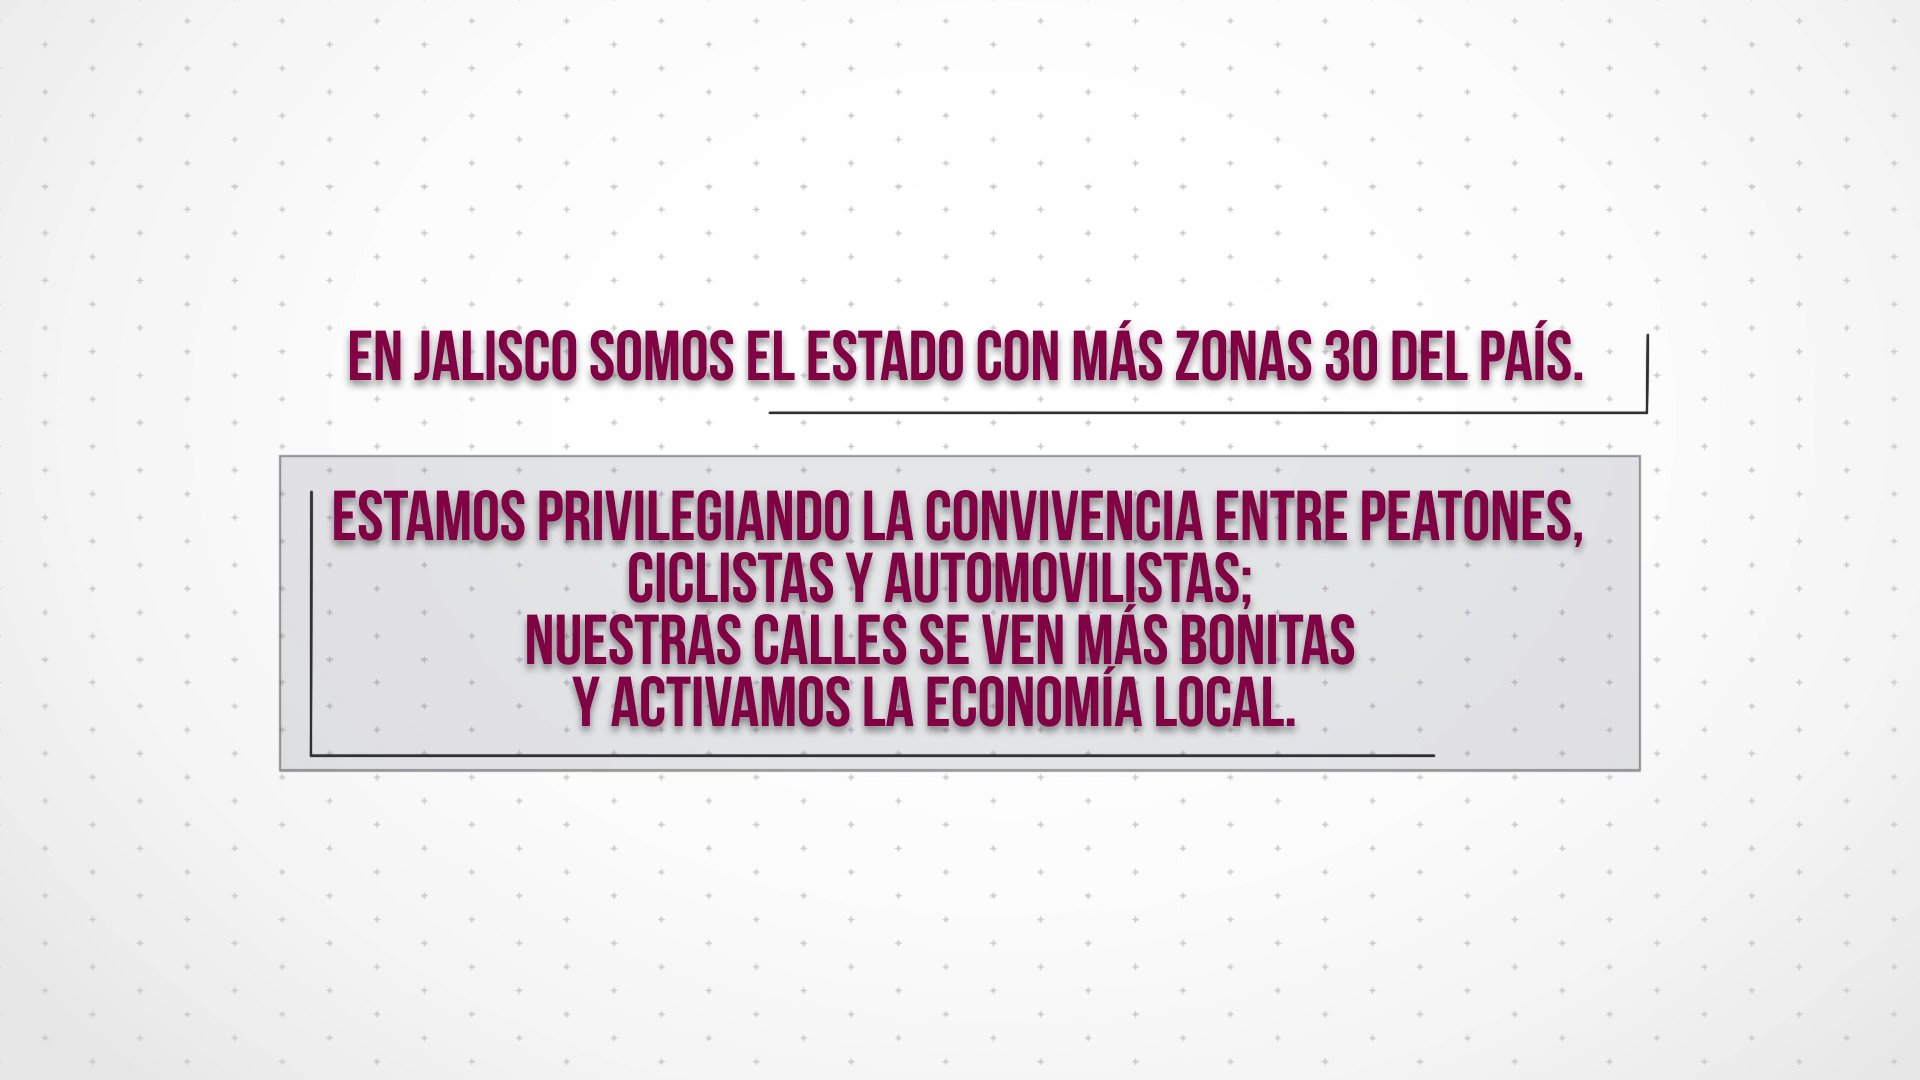 EN JALISCO SOMOS EL ESTADO CON MÁS ZONAS 30 DEL PAÍS.
ESTAMOS PRIVILEGIANDO LA CONVIVENCIA ENTRE PEATONES,
CICLISTAS Y AUTOMOVILISTAS;
NUESTRAS CALLES SE VEN MÁS BONITAS
Y ACTIVAMOS LA ECONOMÍA LOCAL.